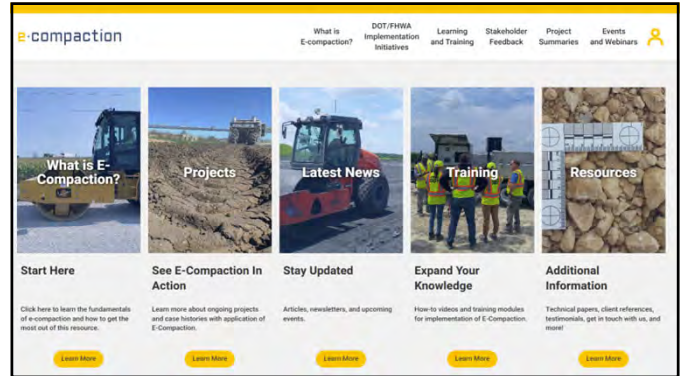 e-compaction
What is
E-compaction?
DOT/FHWA
Implementation
Initiatives
Learning
and Training
Stakeholder
Feedback
Project
Summaries
Events
and Webinars
What is E-
Compaction?
Projects
Latest News
Training
Resources
Start Here
Click here to learn the fundamentals
of e-compaction and how to get the
most out of this resource.
Learn More
See E-Compaction In
Action
Learn more about ongoing projects
and case histories with application of
E-Compaction.
Learn More
Stay Updated
Articles, newsletters, and upcoming
events.
Learn More
Expand Your
Knowledge
How-to videos and training modules
for implementation of E-Compaction.
Learn More
Additional
Information
Technical papers, client references,
testimonials, get in touch with us, and
more!
Learn More